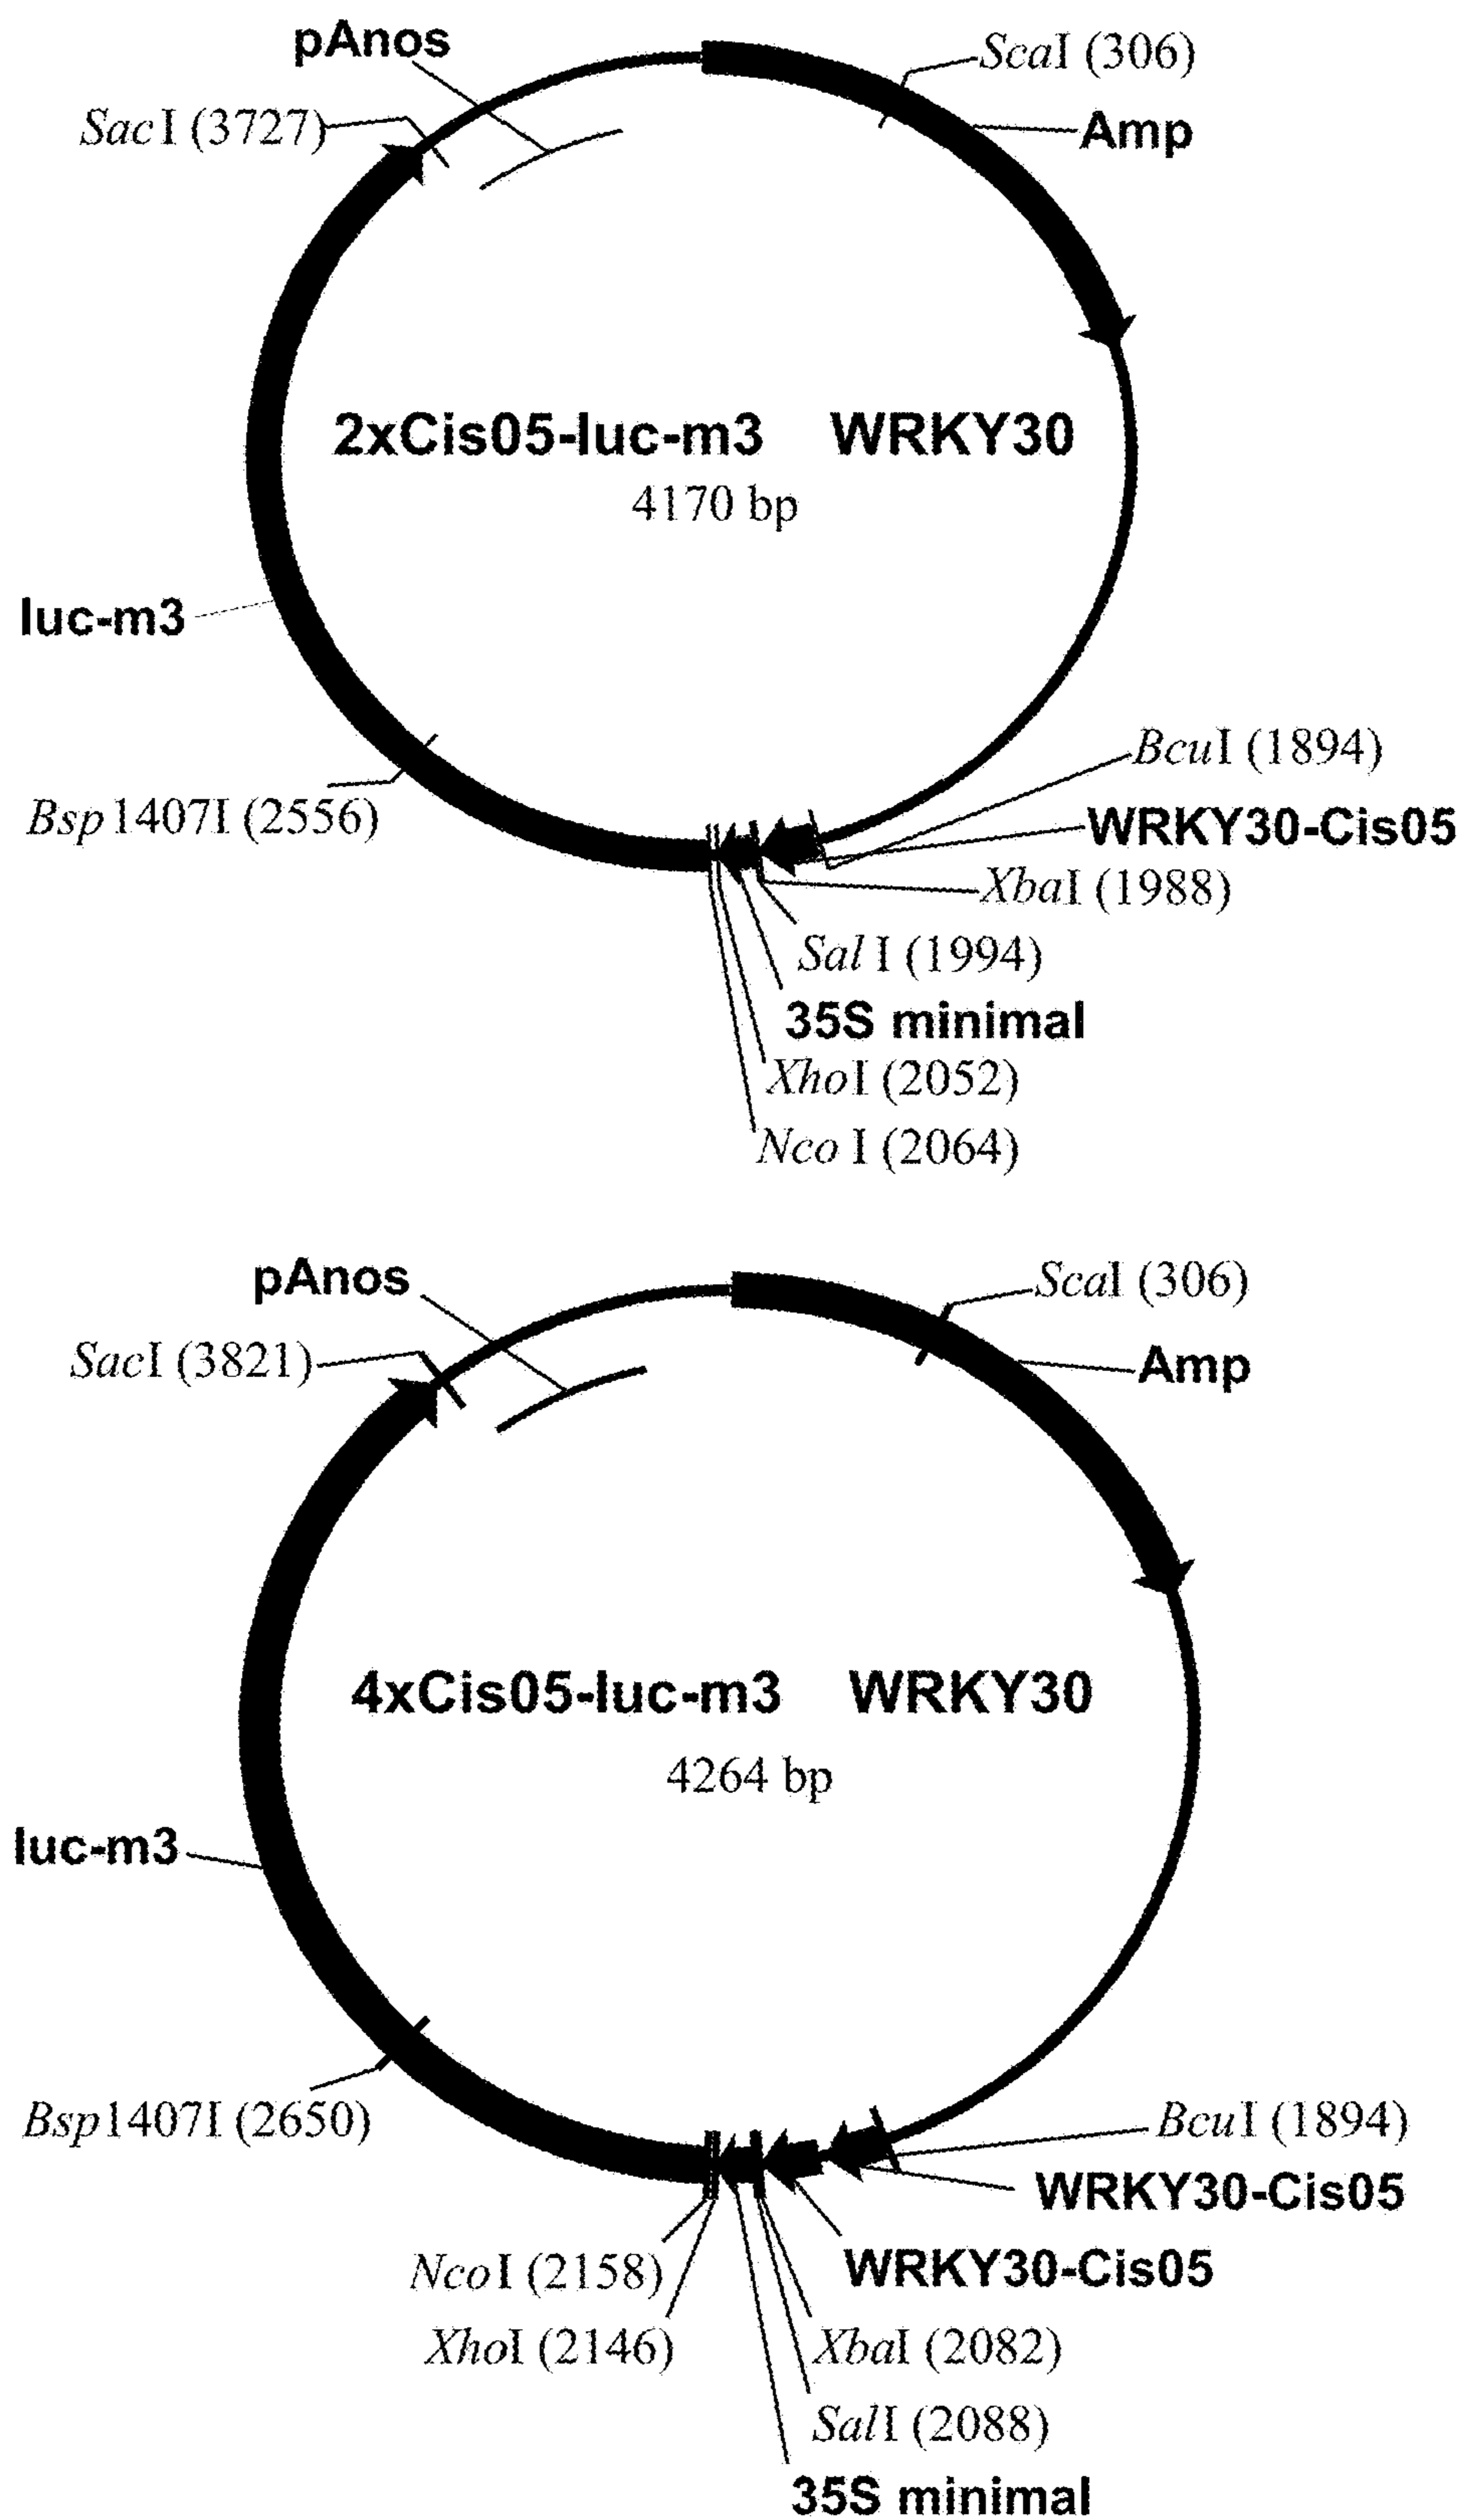 pAnos
ScaI (306)
SacI (3727)
Amp
2xCis05-luc-m3 WRKY30
4170 bp
luc-m3
BcuI (1894)
Bsp1407I (2556)
WRKY30-Cis05
XbaI (1988)
SalI (1994)
35S minimal
XhoI (2052)
NcoI (2064)
pAnos
ScaI (306)
SacI (3821)
Amp
4xCis05-luc-m3 WRKY30
4264 bp
luc-m3
Bsp1407I (2650)
BcuI (1894)
WRKY30-Cis05
WRKY30-Cis05
NcoI (2158)
XhoI (2146)
XbaI (2082)
SalI (2088)
35S minimal